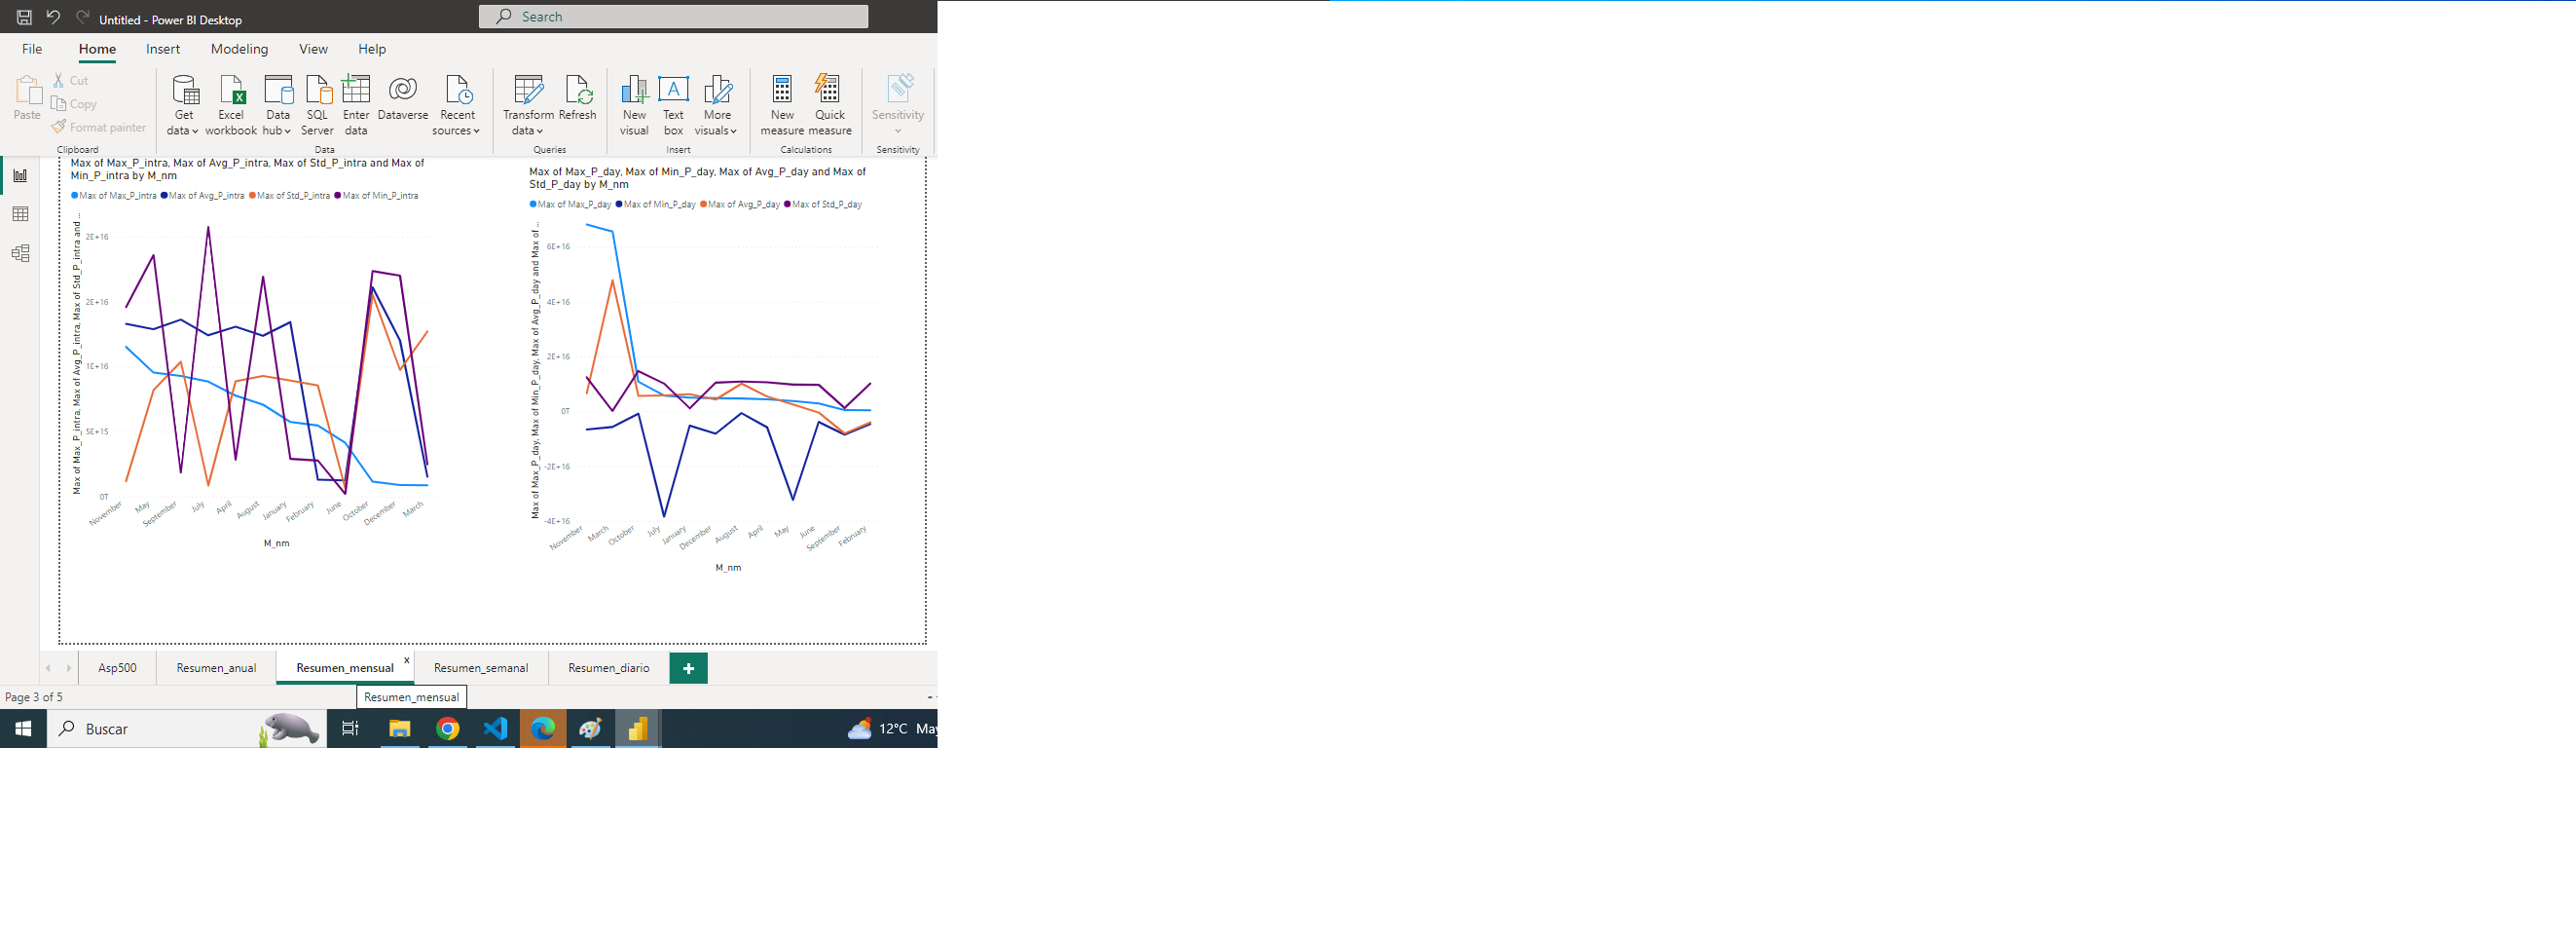 Untitled - Power BI Desktop
Search
File Home Insert Modeling View Help
Paste
Cut
Copy
Format painter
Clipboard
Get data
Excel workbook
Data hub
SQL Server
Enter data
Dataverse
Recent sources
Data
Transform data
Refresh
Queries
New visual
Text box
More visuals
Insert
New measure
Quick measure
Calculations
Sensitivity
Sensitivity
Max of Max_P_intra, Max of Avg_P_intra, Max of Std_P_intra and Max of
Min_P_intra by M_nm
Max of Max_P_intra Max of Avg_P_intra Max of Std_P_intra Max of Min_P_intra
Max of Max_P_intra, Max of Avg_P_intra, Max of Std_P_intra and ...
2E+16
2E+16
1E+16
5E+15
0T
November May September July April August January February June October December March
M_nm
Max of Max_P_day, Max of Min_P_day, Max of Avg_P_day and Max of
Std_P_day by M_nm
Max of Max_P_day Max of Min_P_day Max of Avg_P_day Max of Std_P_day
Max of Max_P_day, Max of Min_P_day, Max of Avg_P_day and Max of ...
6E+16
4E+16
2E+16
0T
-2E+16
-4E+16
November March October July January December August April May June September February
M_nm
Asp500 Resumen_anual Resumen_mensual x Resumen_semanal Resumen_diario +
Page 3 of 5
Resumen_mensual
Buscar
12°C May